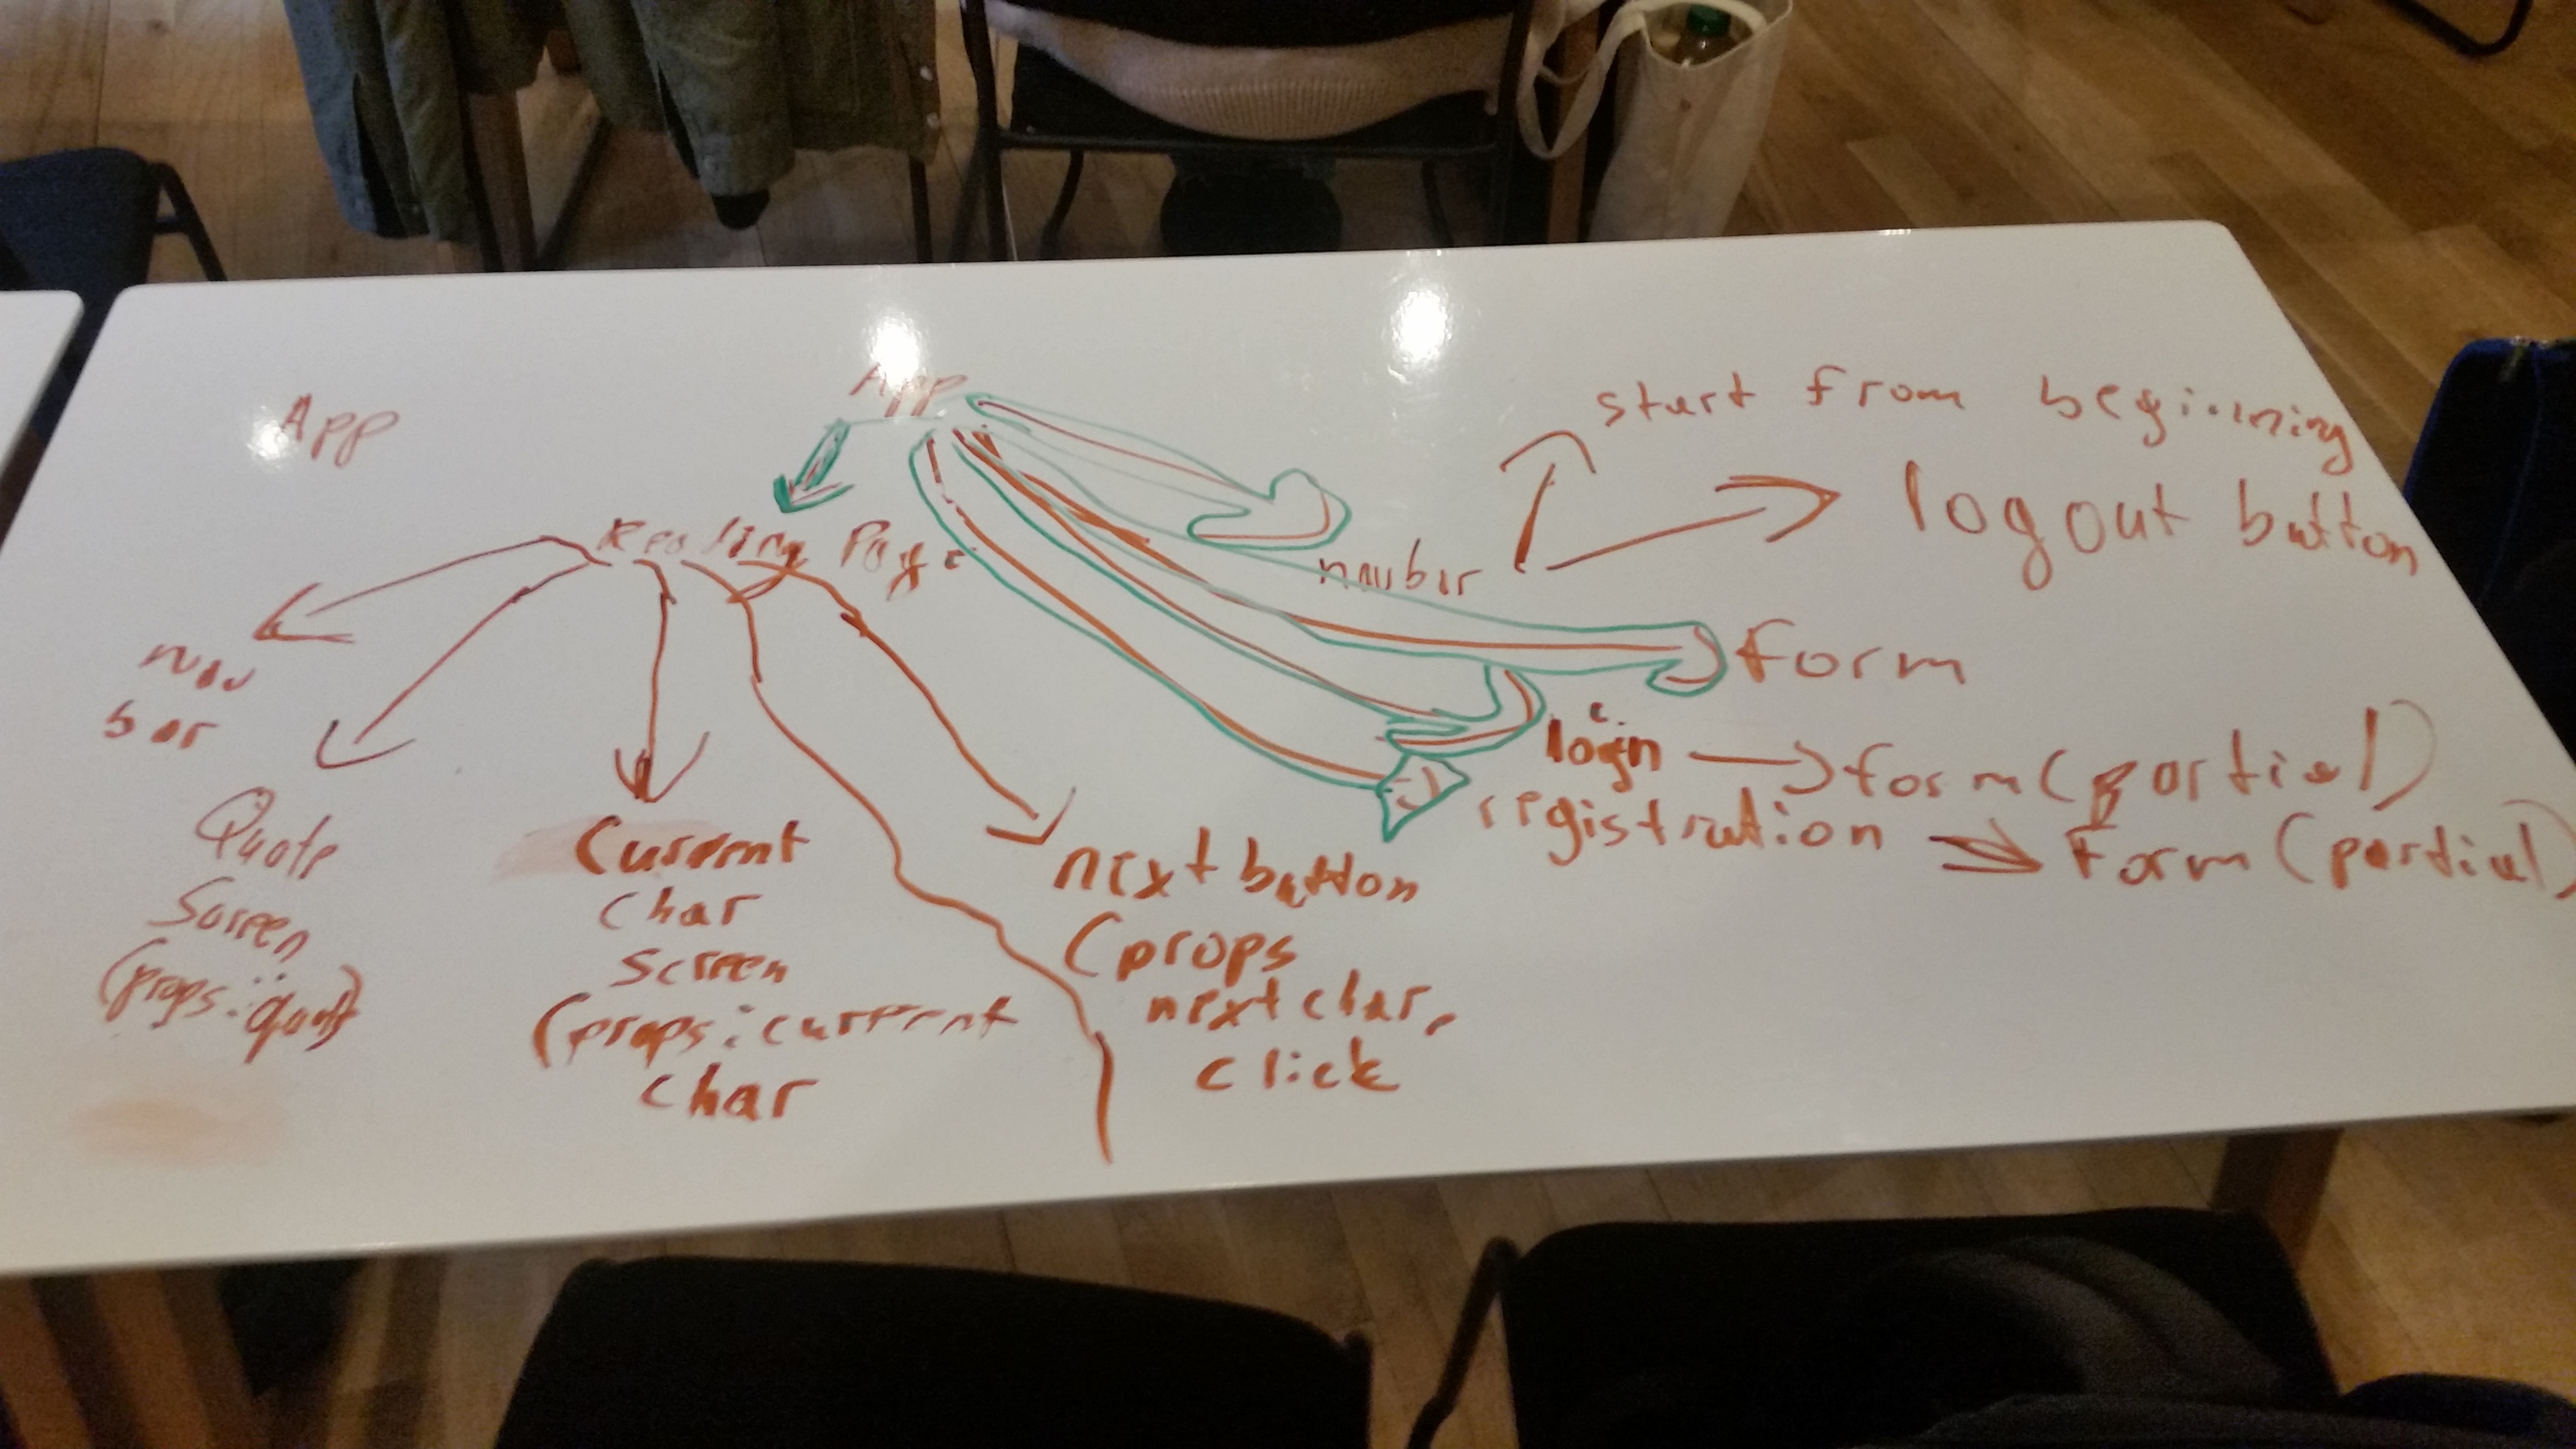 App
App
start from beginning
logout button
Reading Page
navbar
form
nav
bar
login → form (partial)
registration → form (partial)
Quote
Screen
(props: quote)
Current
char
screen
(props: current
char
next button
(props
next char,
click